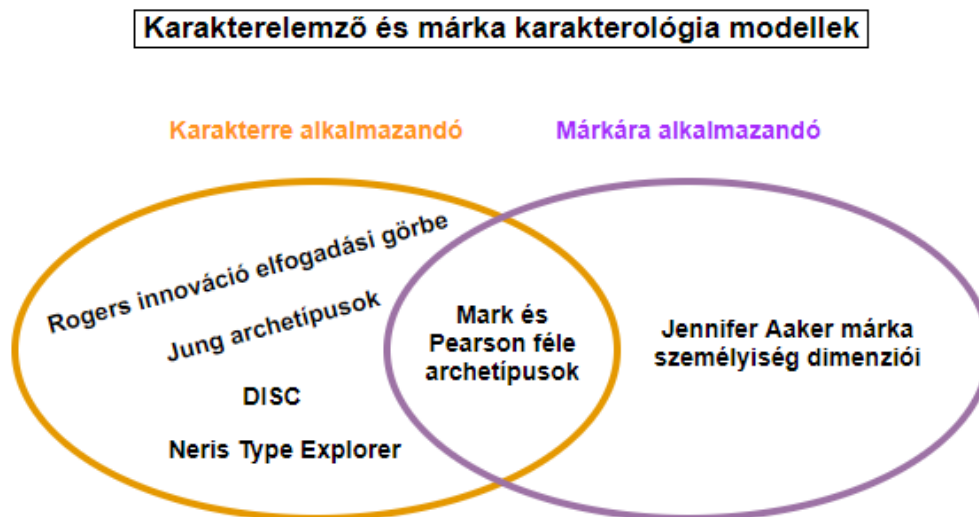 Karakterelemző és márka karakterológia modellek
Karakterre alkalmazandó
Márkára alkalmazandó
Rogers innováció elfogadási görbe
Jung archetípusok
DISC
Neris Type Explorer
Mark és
Pearson féle
archetípusok
Jennifer Aaker márka
személyiség dimenziói